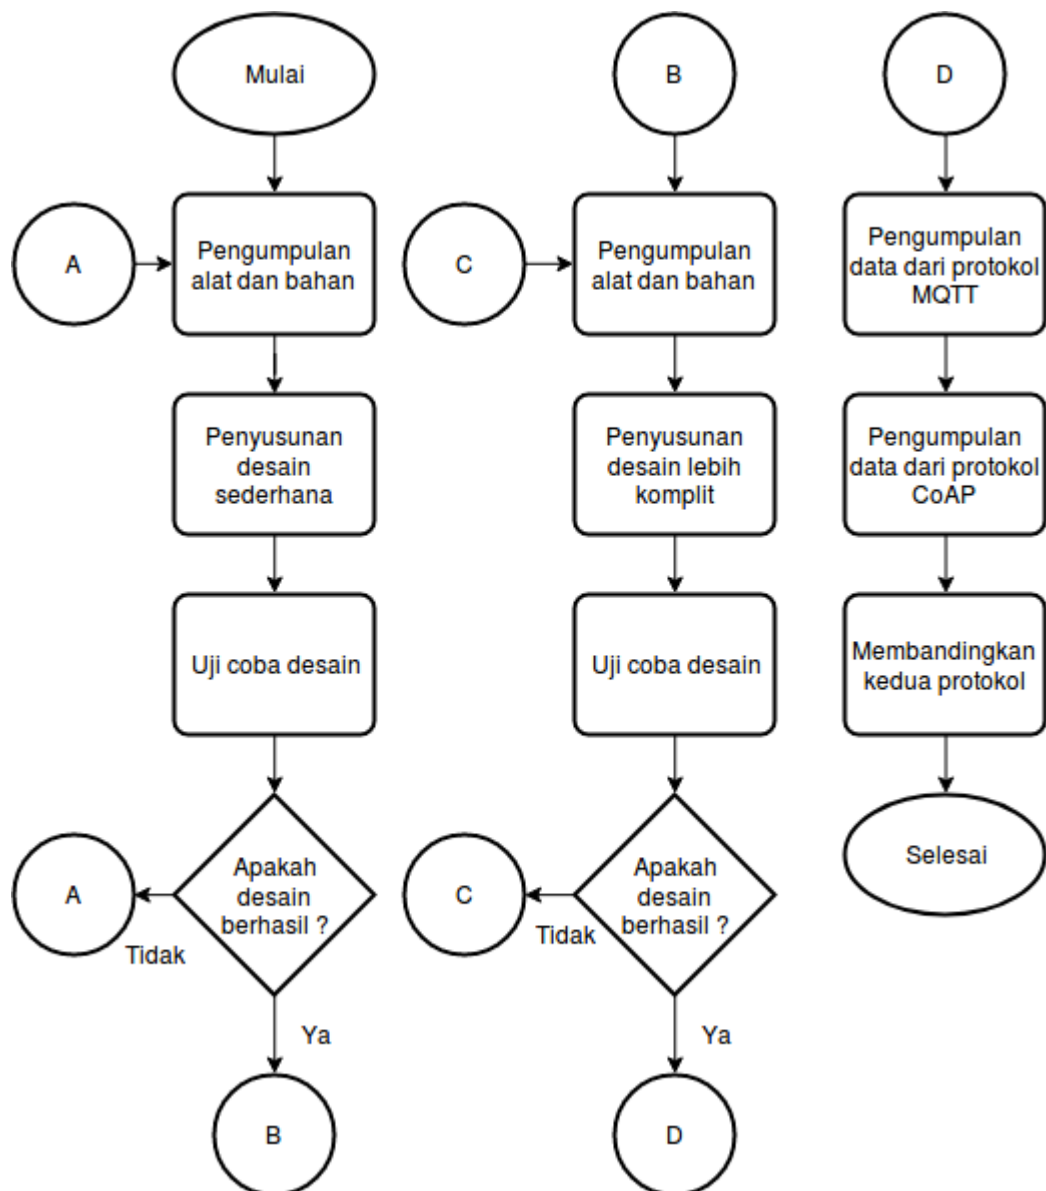 Mulai
A
Pengumpulan
alat dan bahan
Penyusunan
desain
sederhana
Uji coba desain
Apakah
desain
berhasil ?
A
Tidak
Ya
B
B
C
Pengumpulan
alat dan bahan
Penyusunan
desain lebih
komplit
Uji coba desain
Apakah
desain
berhasil ?
C
Tidak
Ya
D
D
Pengumpulan
data dari protokol
MQTT
Pengumpulan
data dari protokol
CoAP
Membandingkan
kedua protokol
Selesai